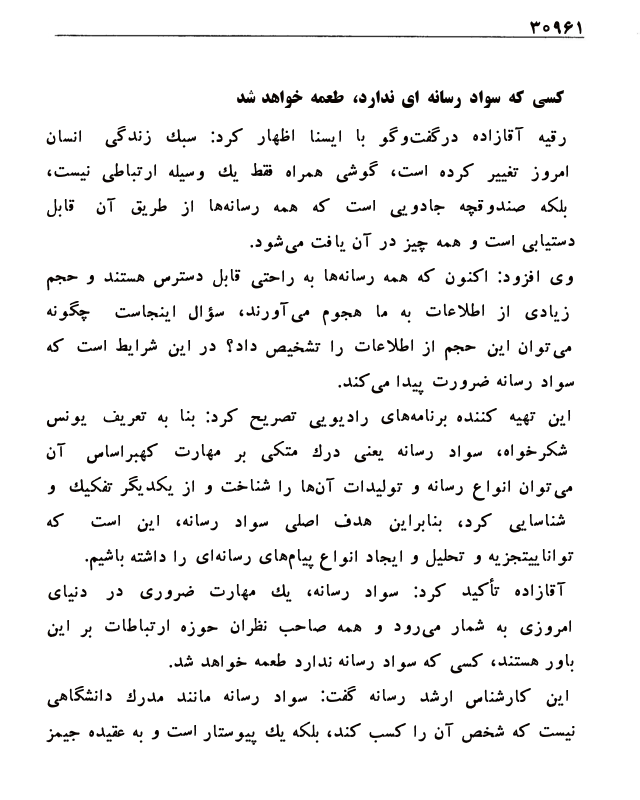 ۳۰۹۶۱
کسی که سواد رسانه ای ندارد، طعمه خواهد شد
رقیه آقازاده درگفت‌وگو با ایسنا اظهار کرد: سبك زندگی انسان
امروز تغییر کرده است، گوشی همراه فقط یك وسیله ارتباطی نیست،
بلکه صندوقچه جادویی است که همه رسانه‌ها از طریق آن قابل
دستیابی است و همه چیز در آن یافت می‌شود.
وی افزود: اکنون که همه رسانه‌ها به راحتی قابل دسترس هستند و حجم
زیادی از اطلاعات به ما هجوم می‌آورند، سؤال اینجاست چگونه
می‌توان این حجم از اطلاعات را تشخیص داد؟ در این شرایط است که
سواد رسانه ضرورت پیدا می‌کند.
این تهیه کننده برنامه‌های رادیویی تصریح کرد: بنا به تعریف یونس
شکرخواه، سواد رسانه یعنی درك متکی بر مهارت کهبراساس آن
می‌توان انواع رسانه و تولیدات آن‌ها را شناخت و از یکدیگر تفکیك و
شناسایی کرد، بنابراین هدف اصلی سواد رسانه، این است که
تواناییتجزیه و تحلیل و ایجاد انواع پیام‌های رسانه‌ای را داشته باشیم.
آقازاده تأکید کرد: سواد رسانه، یك مهارت ضروری در دنیای
امروزی به شمار می‌رود و همه صاحب نظران حوزه ارتباطات بر این
باور هستند، کسی که سواد رسانه ندارد طعمه خواهد شد.
این کارشناس ارشد رسانه گفت: سواد رسانه مانند مدرك دانشگاهی
نیست که شخص آن را کسب کند، بلکه یك پیوستار است و به عقیده جیمز